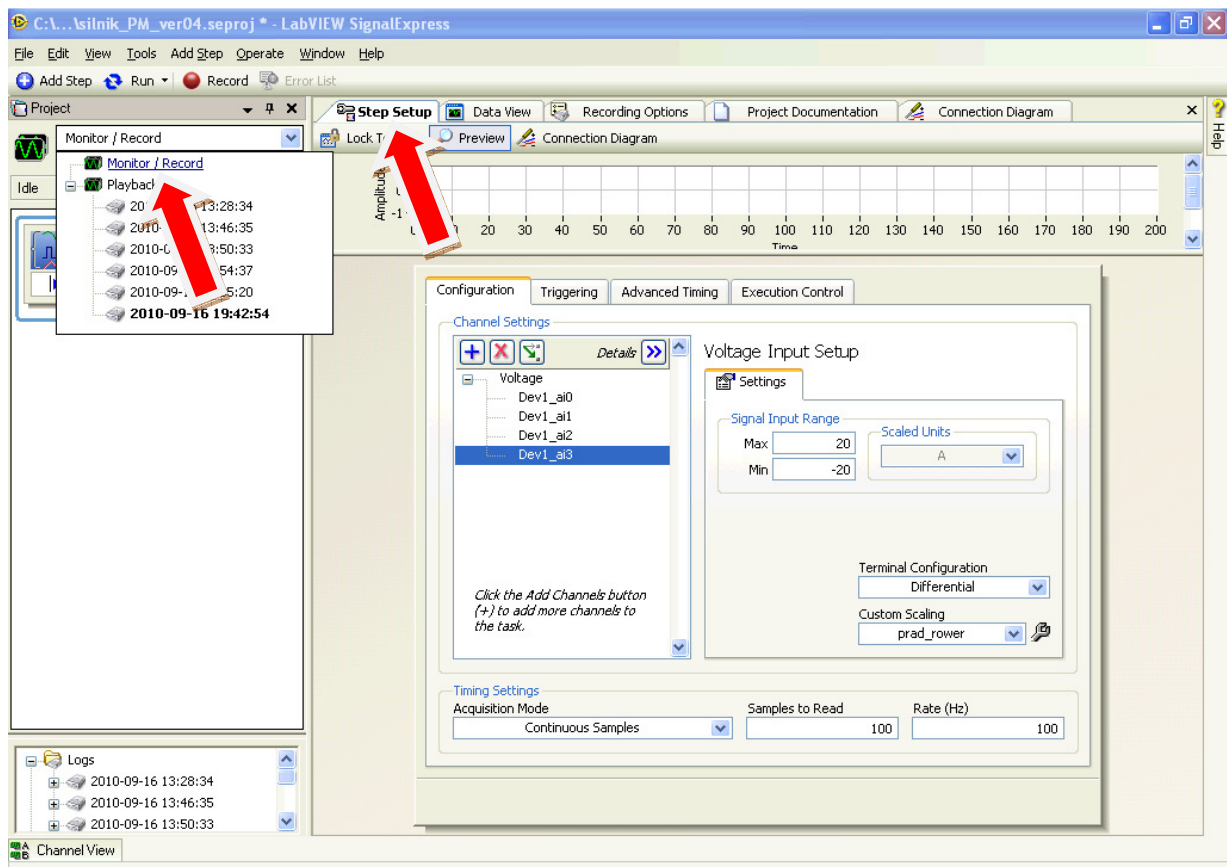 C:\...\silnik_PM_ver04.seproj * - LabVIEW SignalExpress
File Edit View Tools Add Step Operate Window Help
Add Step Run Record Error List
Project
Step Setup Data View Recording Options Project Documentation Connection Diagram
Help
Monitor / Record
Lock Preview Connection Diagram
Monitor / Record
Idle
Playback
13:28:34
13:46:35
:50:33
54:37
5:20
2010-09-16 19:42:54
Amplitud
-1
20 30 40 50 60 70 80 90 100 110 120 130 140 150 160 170 180 190 200
Time
Configuration Triggering Advanced Timing Execution Control
Channel Settings
Details
Voltage
Dev1_ai0
Dev1_ai1
Dev1_ai2
Dev1_ai3
Click the Add Channels button
(+) to add more channels to
the task.
Voltage Input Setup
Settings
Signal Input Range
Max 20
Min -20
Scaled Units
A
Terminal Configuration
Differential
Custom Scaling
prad_rower
Timing Settings
Acquisition Mode Samples to Read Rate (Hz)
Continuous Samples 100 100
Logs
2010-09-16 13:28:34
2010-09-16 13:46:35
2010-09-16 13:50:33
Channel View